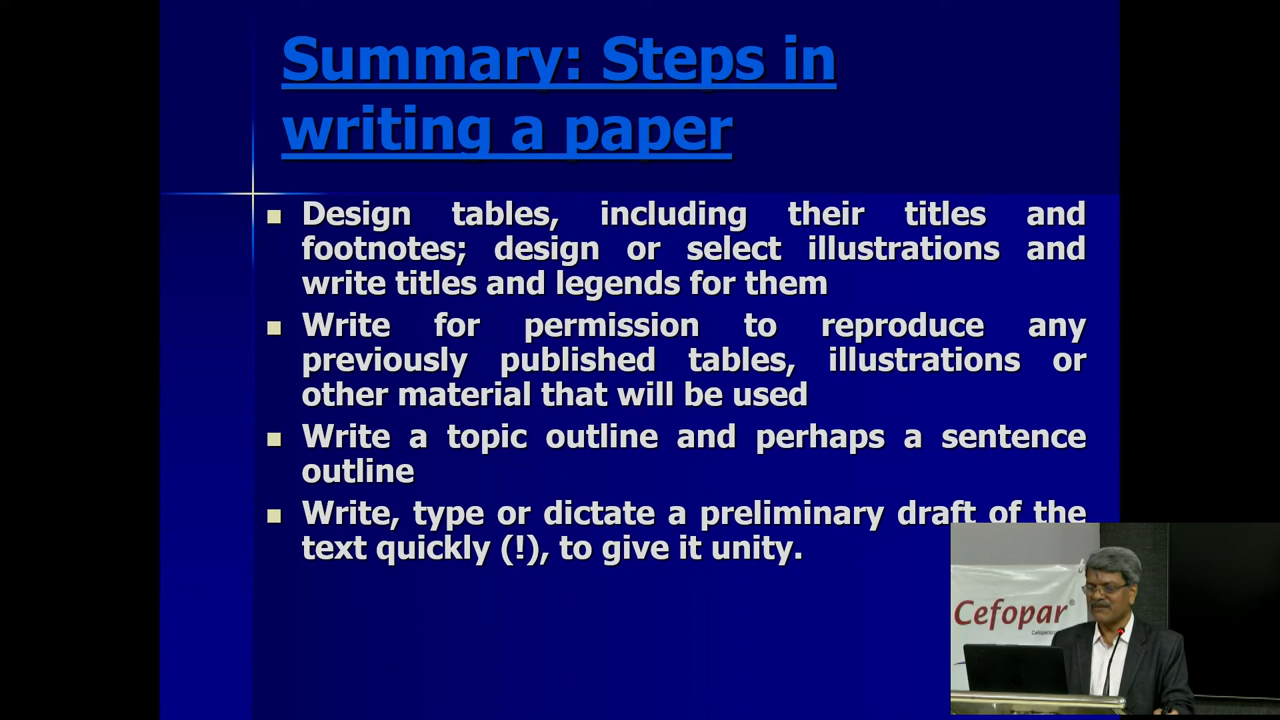 Summary: Steps in
writing a paper
Design tables, including their titles and
footnotes; design or select illustrations and
write titles and legends for them
Write for permission to reproduce any
previously published tables, illustrations or
other material that will be used
Write a topic outline and perhaps a sentence
outline
Write, type or dictate a preliminary draft of the
text quickly (!), to give it unity.
Cefopar®